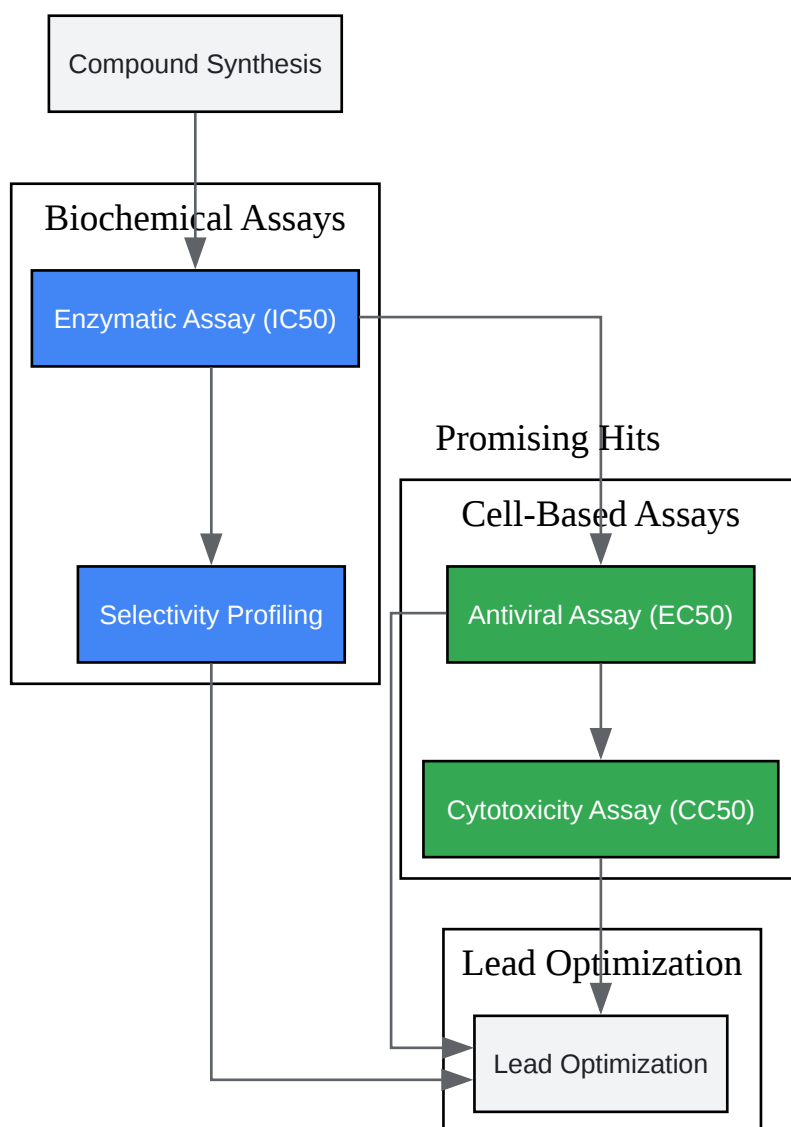 Compound Synthesis
Biochemical Assays
Enzymatic Assay (IC50)
Promising Hits
Cell-Based Assays
Selectivity Profiling
Antiviral Assay (EC50)
Cytotoxicity Assay (CC50)
Lead Optimization
Lead Optimization